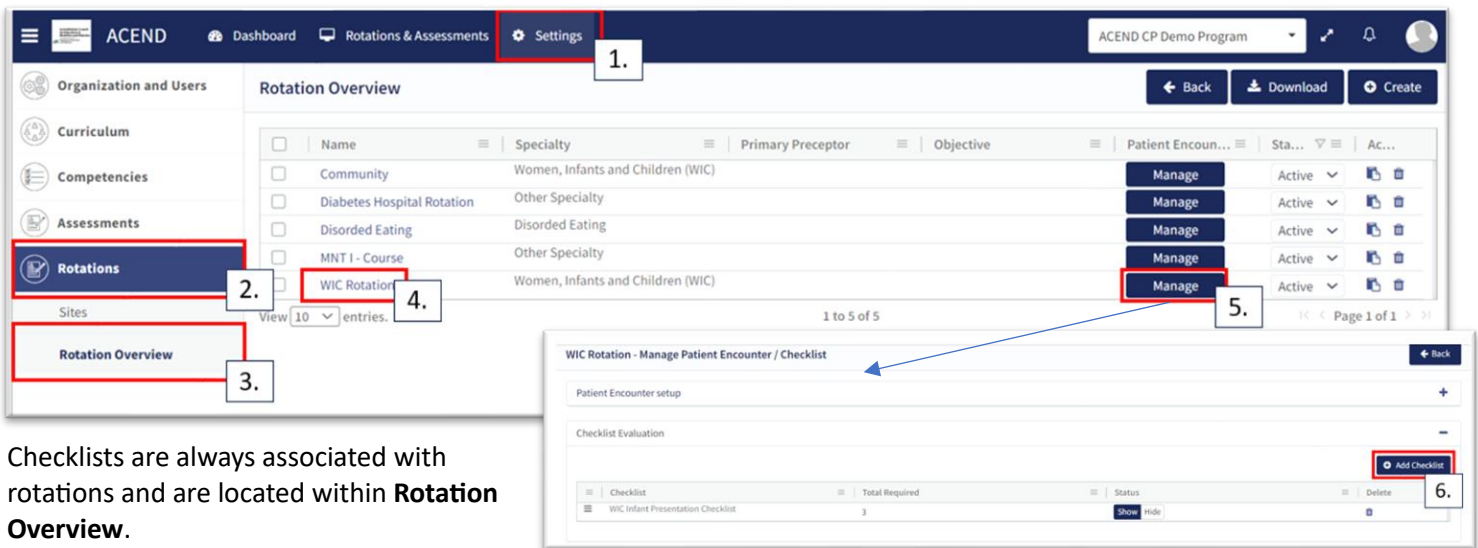 ACEND Dashboard Rotations & Assessments Settings ACEND CP Demo Program
1.
Organization and Users
Curriculum
Competencies
Assessments
Rotations
2.
Sites
Rotation Overview
3.
Rotation Overview Back Download Create
Name Specialty Primary Preceptor Objective Patient Encoun... Sta... Ac...
Community Women, Infants and Children (WIC) Manage Active
Diabetes Hospital Rotation Other Specialty Manage Active
Disorded Eating Disorded Eating Manage Active
MNT I - Course Other Specialty Manage Active
WIC Rotation Women, Infants and Children (WIC) Manage Active
4.
5.
View 10 entries. 1 to 5 of 5 Page 1 of 1
WIC Rotation - Manage Patient Encounter / Checklist Back
Patient Encounter setup
Checklist Evaluation
Add Checklist
6.
Checklist Total Required Status Delete
WIC Infant Presentation Checklist 3 Show Hide
Checklists are always associated with
rotations and are located within Rotation
Overview.